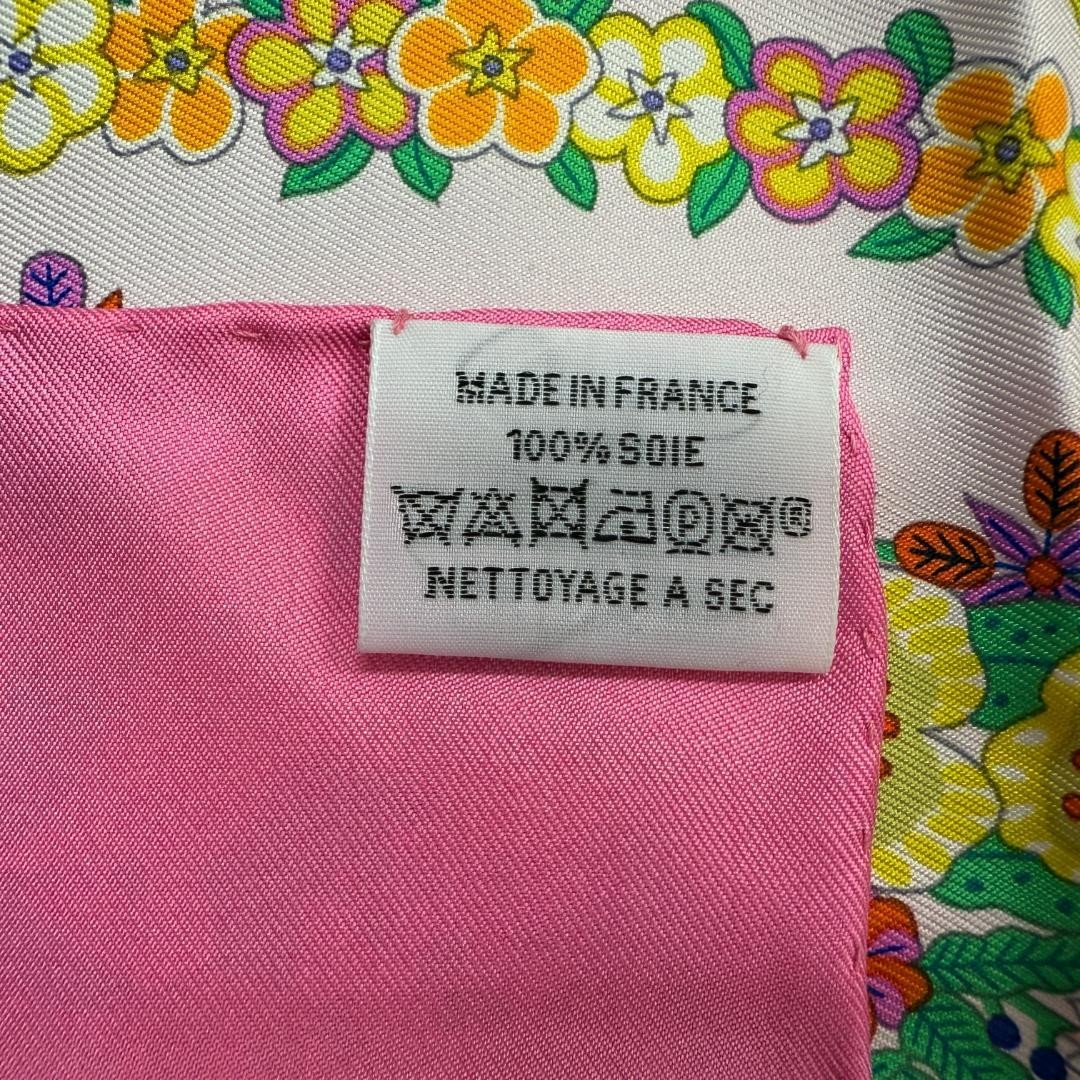 MADE IN FRANCE
100% SOIE
P ®
NETTOYAGE A SEC